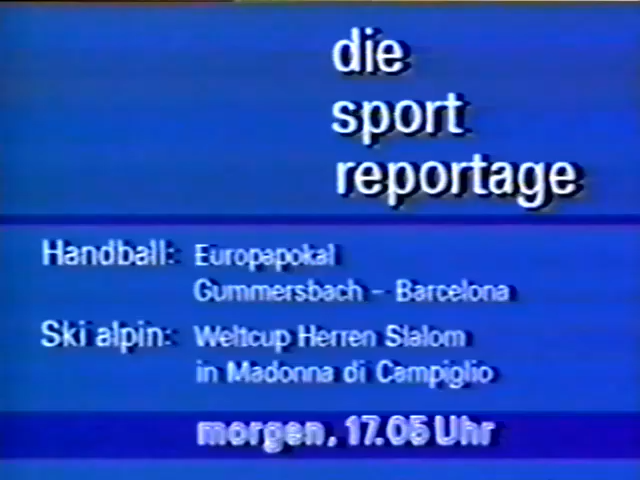 die
sport
reportage
Handball: Europapokal
Gummersbach - Barcelona
Ski alpin: Weltcup Herren Slalom
in Madonna di Campiglio
morgen, 17.05 Uhr